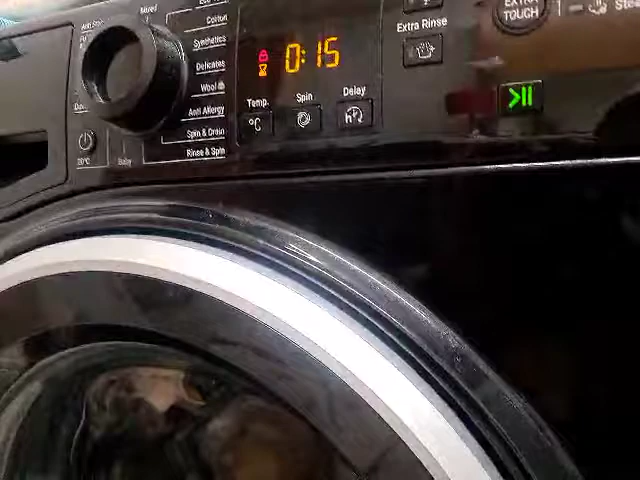 Mixed
Cotton
Synthetics
Delicates
Wool
Anti Allergy
Spin & Drain
Rinse & Spin
20°C
Baby
0:15
Temp.
°C
Spin
Delay
Extra Rinse
EXTRA
TOUCH